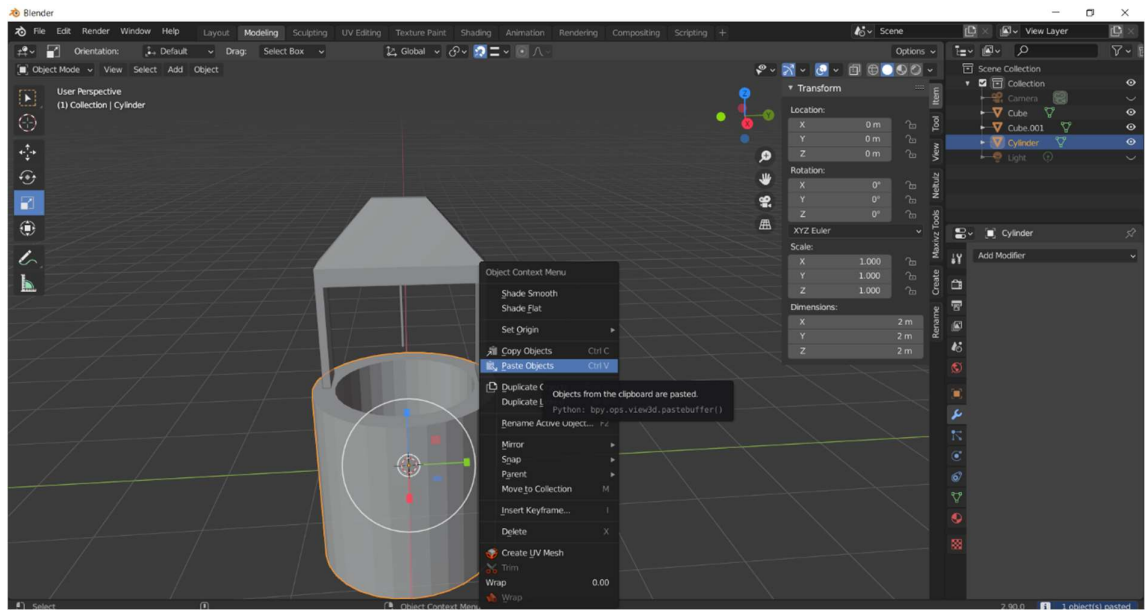 Blender
File Edit Render Window Help Layout Modeling Sculpting UV Editing Texture Paint Shading Animation Rendering Compositing Scripting + Scene View Layer
Orientation: Default Drag: Select Box Global Options
Object Mode View Select Add Object
User Perspective
(1) Collection | Cylinder
Z
Y
X
Transform
Location:
X 0 m
Y 0 m
Z 0 m
Rotation:
X 0°
Y 0°
Z 0°
XYZ Euler
Scale:
X 1.000
Y 1.000
Z 1.000
Dimensions:
X 2 m
Y 2 m
Z 2 m
Item
Tool
View
Neltulz
Maxivz Tools
Create
Rename
Scene Collection
Collection
Camera
Cube
Cube.001
Cylinder
Light
Cylinder
Add Modifier
Object Context Menu
Shade Smooth
Shade Flat
Set Origin
Copy Objects Ctrl C
Paste Objects Ctrl V
Duplicate
Duplicate
Objects from the clipboard are pasted.
Python: bpy.ops.view3d.pastebuffer()
Rename Active Object... F2
Mirror
Snap
Parent
Move to Collection M
Insert Keyframe... I
Delete X
Create UV Mesh
Trim
Wrap 0.00
Wrap
Select Object Context Menu 2.90.0 1 object(s) pasted